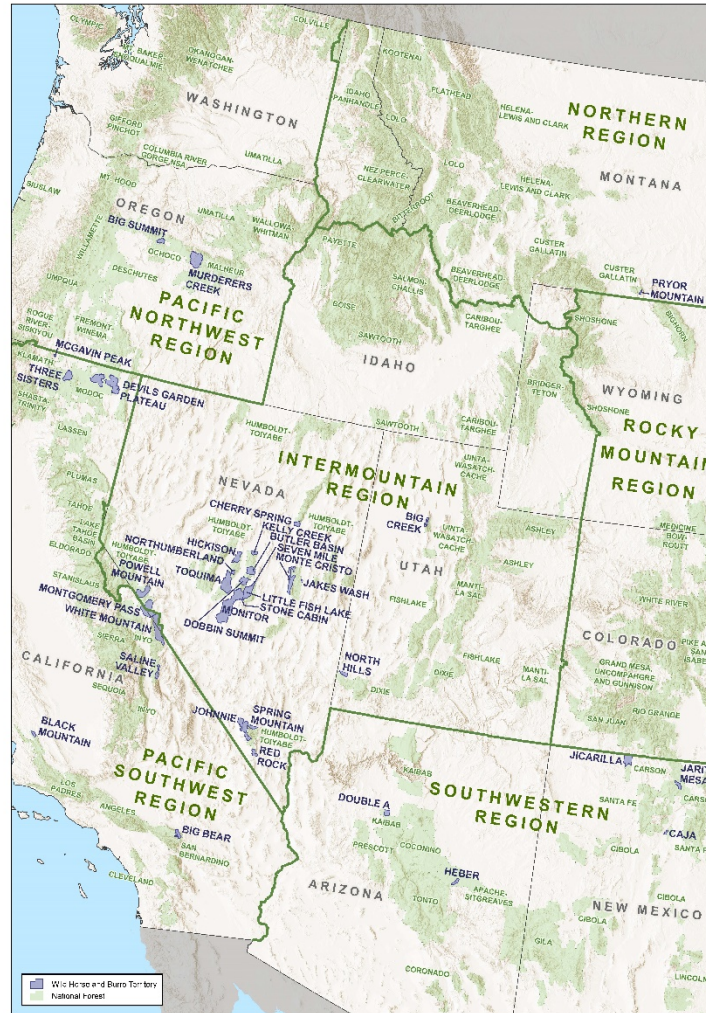 OLYMPIC
COLVILLE
KOOTENAI
OKANOGAN-
WENATCHEE
IDAHO
PANHANDLE
FLATHEAD
WASHINGTON
LOLO
HELENA-
LEWIS AND CLARK
NORTHERN
REGION
GIFFORD
PINCHOT
COLUMBIA RIVER
GORGE NSA
UMATILLA
NEZ PERCE-
CLEARWATER
LOLO
HELENA-
LEWIS AND CLARK
MONTANA
MT. HOOD
SIUSLAW
BITTERROOT
BEAVERHEAD-
DEERLODGE
OREGON
UMATILLA
WALLOWA-
WHITMAN
BIG SUMMIT
WILLAMETTE
OCHOCO
MALHEUR
PAYETTE
CUSTER
GALLATIN
DESCHUTES
MURDERERS
CREEK
SALMON-
CHALLIS
BEAVERHEAD-
DEERLODGE
CUSTER
GALLATIN
PRYOR
MOUNTAIN
UMPQUA
PACIFIC
NORTHWEST
REGION
BOISE
CARIBOU-
TARGHEE
SHOSHONE
BIGHORN
ROGUE
RIVER-
SISKIYOU
FREMONT-
WINEMA
SAWTOOTH
MCGAVIN PEAK
IDAHO
KLAMATH
THREE
SISTERS
MODOC
DEVILS GARDEN
PLATEAU
BRIDGER-
TETON
WYOMING
SHASTA-
TRINITY
SHOSHONE
LASSEN
HUMBOLDT-
TOIYABE
SAWTOOTH
CARIBOU-
TARGHEE
ROCKY
MOUNTAIN
REGION
UINTA-
WASATCH-
CACHE
INTERMOUNTAIN
REGION
PLUMAS
NEVADA
TAHOE
CHERRY SPRING
KELLY CREEK
BUTLER BASIN
SEVEN MILE
MONTE CRISTO
HUMBOLDT-
TOIYABE
HUMBOLDT-
TOIYABE
BIG
CREEK
LAKE
TAHOE
BASIN
UINTA-
WASATCH-
CACHE
ASHLEY
MEDICINE
BOW-
ROUTT
ELDORADO
HUMBOLDT-
TOIYABE
HICKISON
NORTHUMBERLAND
POWELL
MOUNTAIN
TOQUIMA
JAKES WASH
UTAH
ASHLEY
STANISLAUS
MANTI-
LA SAL
LITTLE FISH LAKE
STONE CABIN
MONITOR
DOBBIN SUMMIT
FISHLAKE
WHITE RIVER
MONTGOMERY PASS
WHITE MOUNTAIN
SIERRA
INYO
COLORADO
CALIFORNIA
SALINE
VALLEY
SEQUOIA
INYO
NORTH
HILLS
DIXIE
DIXIE
FISHLAKE
MANTI-
LA SAL
GRAND MESA,
UNCOMPAHGRE
AND GUNNISON
RIO GRANDE
SAN JUAN
BLACK
MOUNTAIN
JOHNNIE
SPRING
MOUNTAIN
HUMBOLDT-
TOIYABE
RED
ROCK
PACIFIC
SOUTHWEST
REGION
KAIBAB
JICARILLA
CARSON
LOS
PADRES
ANGELES
DOUBLE A
KAIBAB
SOUTHWESTERN
REGION
SANTA FE
BIG BEAR
SAN
BERNARDINO
COCONINO
PRESCOTT
CAJA
CIBOLA
CLEVELAND
HEBER
APACHE-
SITGREAVES
ARIZONA
TONTO
CIBOLA
CIBOLA
NEW MEXICO
GILA
CORONADO
LINCOLN
Wild Horse and Burro Territory
National Forest